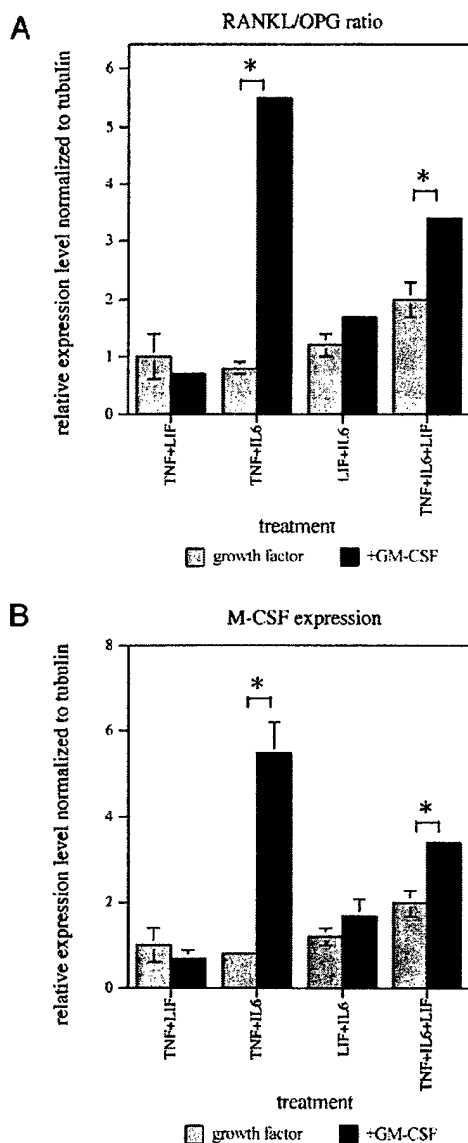 A
RANKL/OPG ratio
relative expression level normalized to tubulin
6
5
4
3
2
1
0
*
*
TNF+LIF
TNF+IL6
LIF+IL6
TNF+IL6+LIF
treatment
growth factor
+GM-CSF
B
M-CSF expression
relative expression level normalized to tubulin
8
6
4
2
0
*
*
TNF+LIF
TNF+IL6
LIF+IL6
TNF+IL6+LIF
treatment
growth factor
+GM-CSF